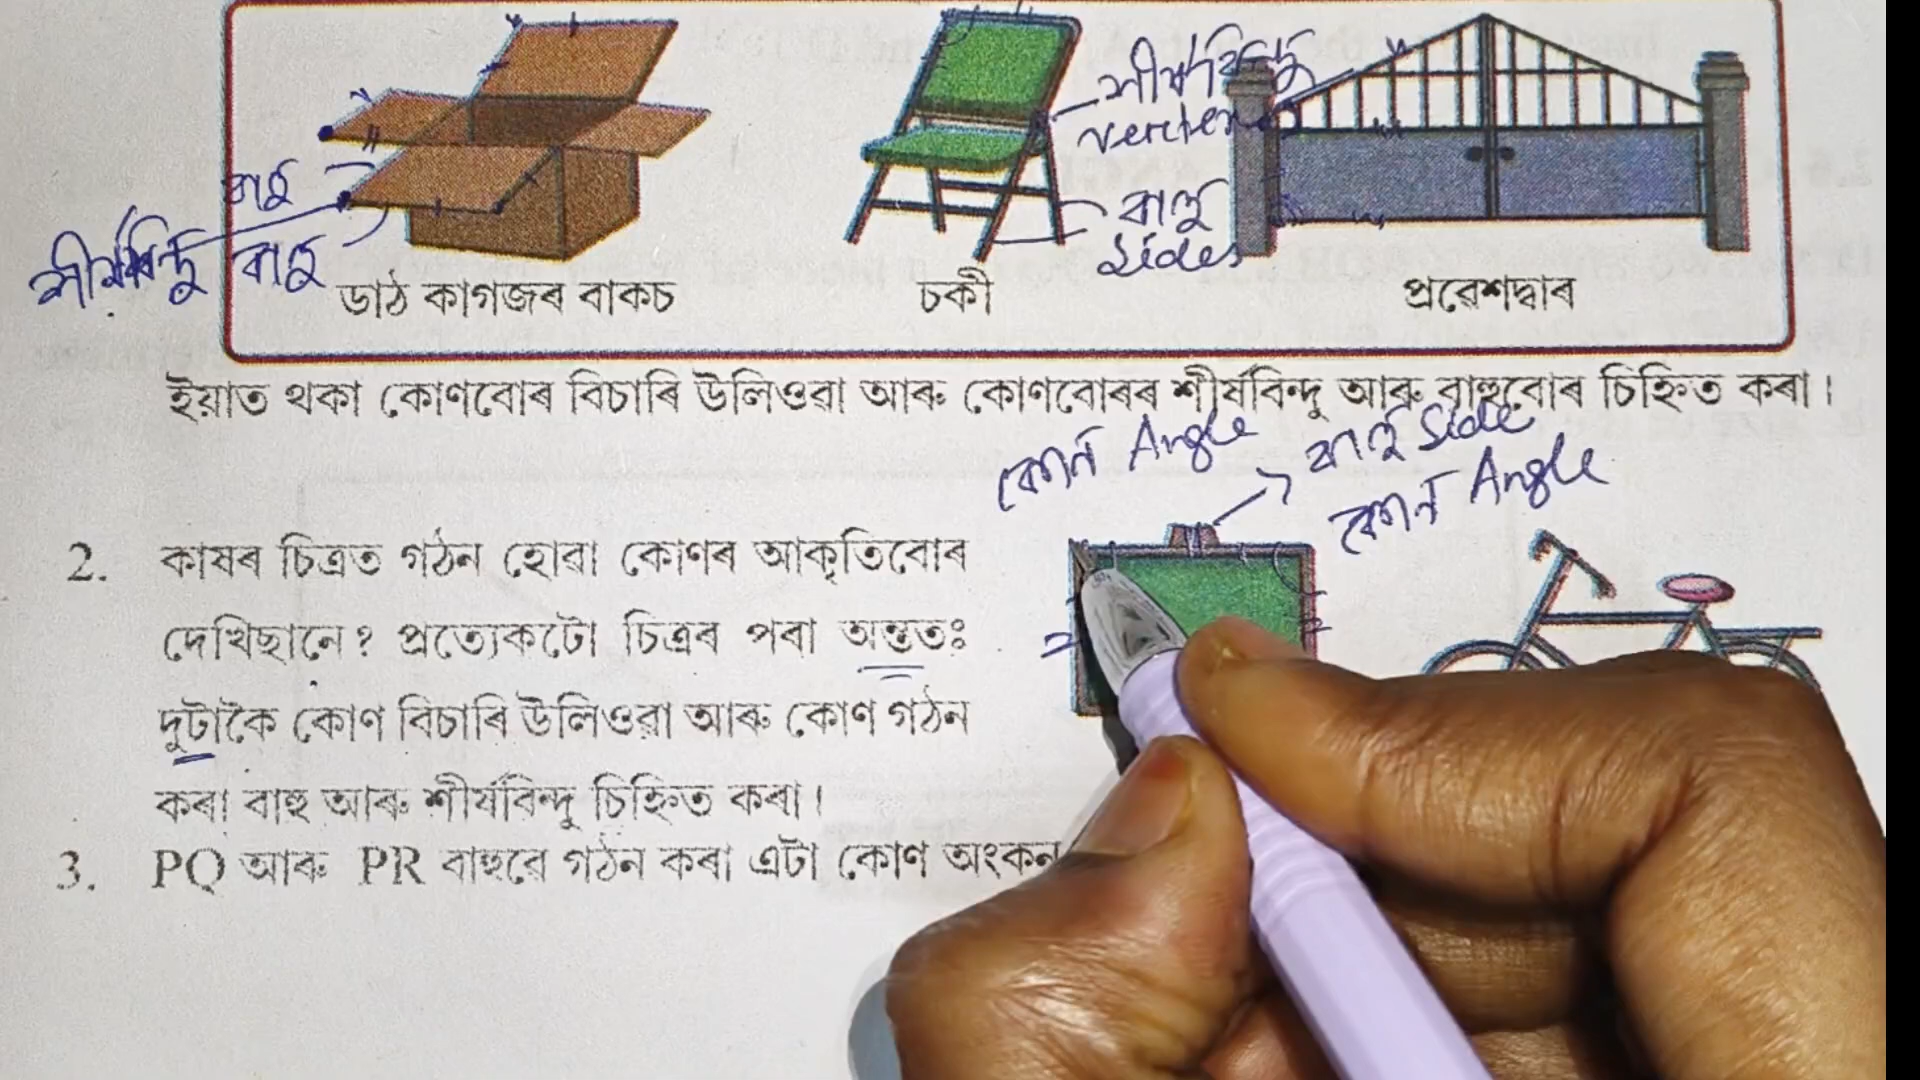 শীৰ্ষবিন্দু
vertex
বাহু
শীৰ্ষবিন্দু বাহু
বাহু
Sides
ডাঠ কাগজৰ বাকচ চকী প্ৰৱেশদ্বাৰ
ইয়াত থকা কোণবোৰ বিচাৰি উলিওৱা আৰু কোণবোৰৰ শীৰ্ষবিন্দু আৰু বাহুবোৰ চিহ্নিত কৰা।
কোণ Angle বাহু Side
কোণ Angle
2. কাষৰ চিত্ৰত গঠন হোৱা কোণৰ আকৃতিবোৰ
দেখিছানে? প্ৰত্যেকটো চিত্ৰৰ পৰা অন্ততঃ
দুটাকৈ কোণ বিচাৰি উলিওৱা আৰু কোণ গঠন
কৰা বাহু আৰু শীৰ্ষবিন্দু চিহ্নিত কৰা।
3. PQ আৰু PR বাহুৰে গঠন কৰা এটা কোণ অংকন